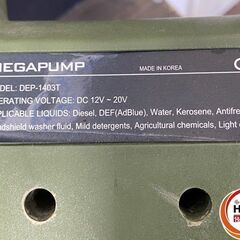 MEGAPUMP
MADE IN KOREA
MODEL: DEP-1403T
OPERATING VOLTAGE: DC 12V ~ 20V
APPLICABLE LIQUIDS: Diesel, DEF(AdBlue), Water, Kerosene, Antifre
Windshield washer fluid, Mild detergents, Agricultural chemicals, Light